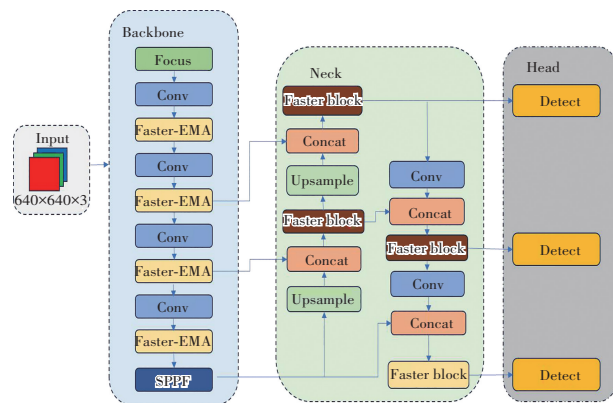 Input
640×640×3
Backbone
Focus
Conv
Faster-EMA
Conv
Faster-EMA
Conv
Faster-EMA
Conv
Faster-EMA
SPPF
Neck
Faster block
Concat
Upsample
Faster block
Concat
Upsample
Conv
Concat
Faster block
Conv
Concat
Faster block
Head
Detect
Detect
Detect